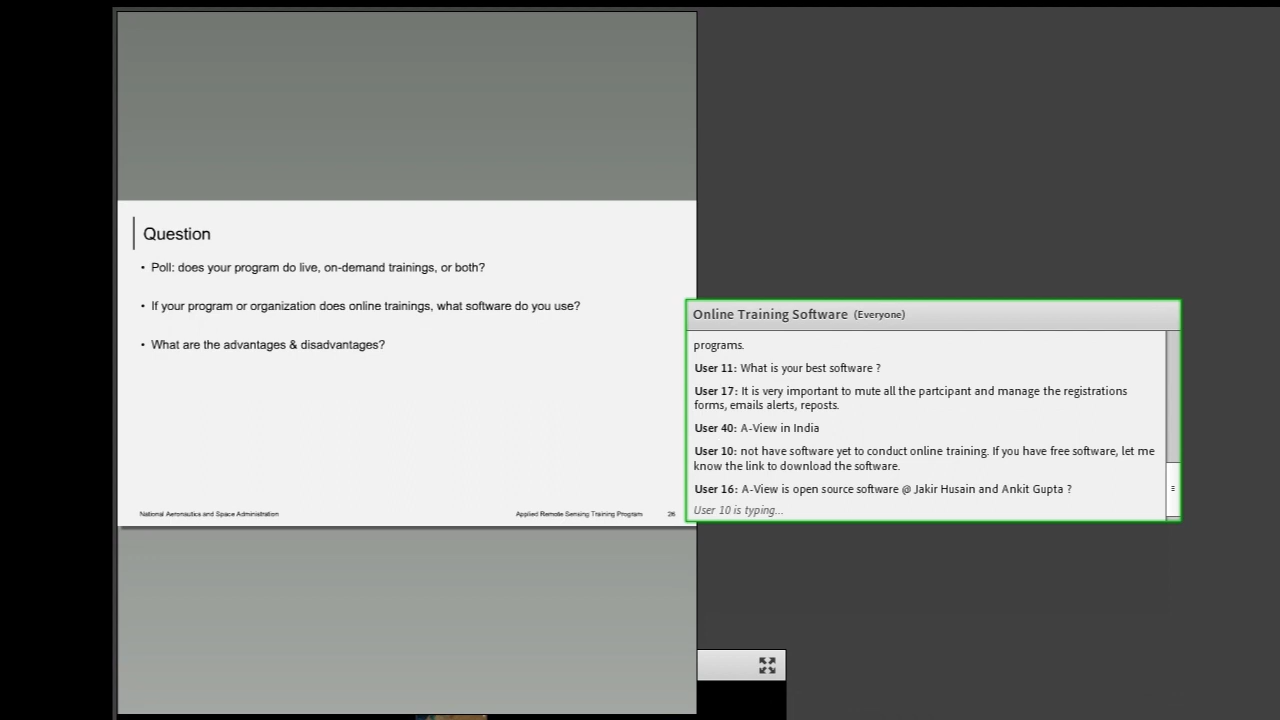 Question
• Poll: does your program do live, on-demand trainings, or both?
• If your program or organization does online trainings, what software do you use?
• What are the advantages & disadvantages?
National Aeronautics and Space Administration
Applied Remote Sensing Training Program
26
Online Training Software (Everyone)
programs.
User 11: What is your best software ?
User 17: It is very important to mute all the partcipant and manage the registrations
forms, emails alerts, reposts.
User 40: A-View in India
User 10: not have software yet to conduct online training. If you have free software, let me
know the link to download the software.
User 16: A-View is open source software @ Jakir Husain and Ankit Gupta ?
User 10 is typing...